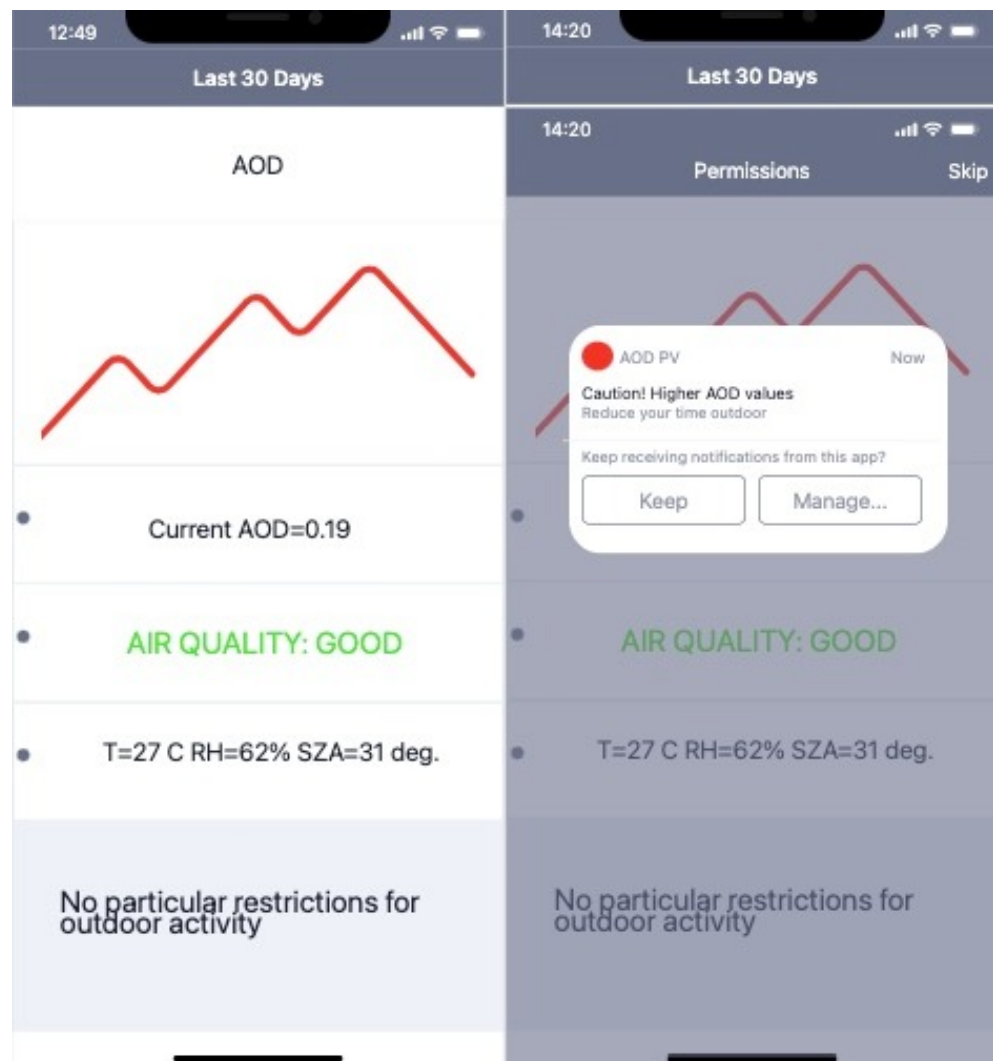 12:49
Last 30 Days
AOD
Current AOD=0.19
AIR QUALITY: GOOD
T=27 C RH=62% SZA=31 deg.
No particular restrictions for
outdoor activity
14:20
Last 30 Days
14:20
Permissions
Skip
AOD PV
Now
Caution! Higher AOD values
Reduce your time outdoor
Keep receiving notifications from this app?
Keep
Manage...
AIR QUALITY: GOOD
T=27 C RH=62% SZA=31 deg.
No particular restrictions for
outdoor activity